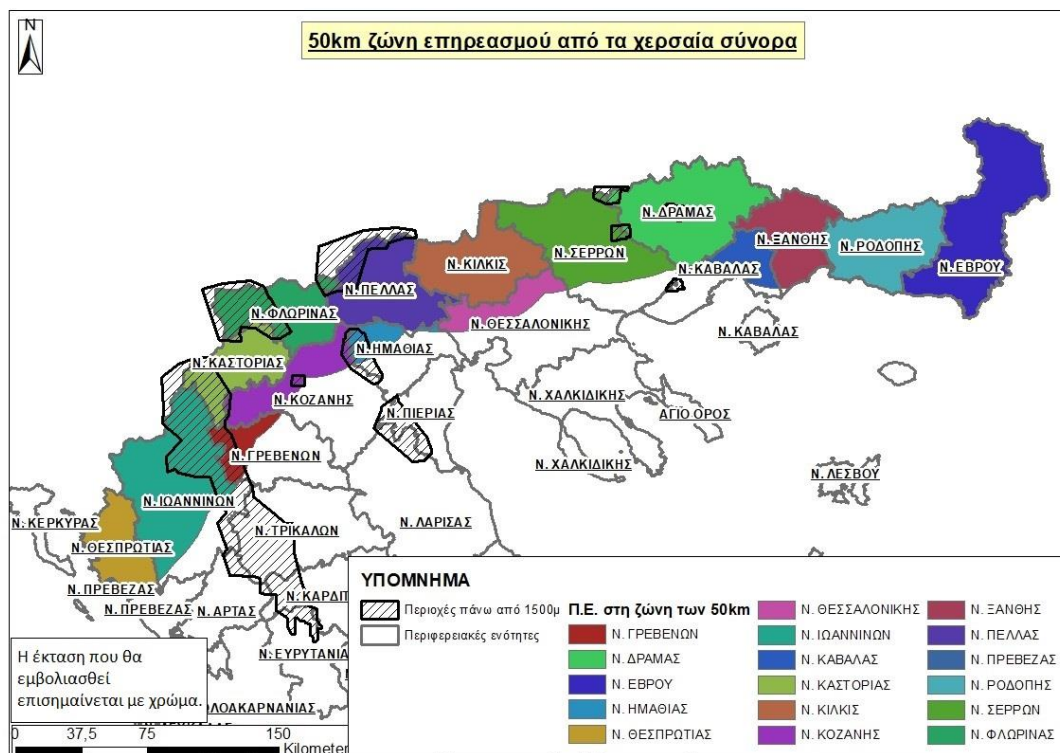 N
50km ζώνη επηρεασμού από τα χερσαία σύνορα
Ν. ΔΡΑΜΑΣ
Ν. ΞΑΝΘΗΣ
Ν. ΡΟΔΟΠΗΣ
Ν. ΣΕΡΡΩΝ
Ν. ΚΙΛΚΙΣ
Ν. ΚΑΒΑΛΑΣ
Ν. ΕΒΡΟΥ
Ν. ΠΕΛΛΑΣ
Ν. ΦΛΩΡΙΝΑΣ
Ν. ΘΕΣΣΑΛΟΝΙΚΗΣ
Ν. ΚΑΒΑΛΑΣ
Ν. ΗΜΑΘΙΑΣ
Ν. ΚΑΣΤΟΡΙΑΣ
Ν. ΚΟΖΑΝΗΣ
Ν. ΧΑΛΚΙΔΙΚΗΣ
Ν. ΠΙΕΡΙΑΣ
ΑΓΙΟ ΟΡΟΣ
Ν. ΓΡΕΒΕΝΩΝ
Ν. ΧΑΛΚΙΔΙΚΗΣ
Ν. ΛΕΣΒΟΥ
Ν. ΙΩΑΝΝΙΝΩΝ
Ν. ΚΕΡΚΥΡΑΣ
Ν. ΤΡΙΚΑΛΩΝ
Ν. ΛΑΡΙΣΑΣ
Ν. ΘΕΣΠΡΩΤΙΑΣ
Ν. ΠΡΕΒΕΖΑΣ
Ν. ΠΡΕΒΕΖΑΣ
Ν. ΑΡΤΑΣ
Ν. ΚΑΡΔΙΤ
Ν. ΕΥΡΥΤΑΝΙΑ
ΛΟΑΚΑΡΝΑΝΙΑΣ
Η έκταση που θα
εμβολιασθεί
επισημαίνεται με χρώμα.
0 37,5 75 150
Kilometer
ΥΠΟΜΝΗΜΑ
Περιοχές πάνω από 1500μ
Περιφερειακές ενότητες
Π.Ε. στη ζώνη των 50km
Ν. ΓΡΕΒΕΝΩΝ
Ν. ΔΡΑΜΑΣ
Ν. ΕΒΡΟΥ
Ν. ΗΜΑΘΙΑΣ
Ν. ΘΕΣΠΡΩΤΙΑΣ
Ν. ΘΕΣΣΑΛΟΝΙΚΗΣ
Ν. ΙΩΑΝΝΙΝΩΝ
Ν. ΚΑΒΑΛΑΣ
Ν. ΚΑΣΤΟΡΙΑΣ
Ν. ΚΙΛΚΙΣ
Ν. ΚΟΖΑΝΗΣ
Ν. ΞΑΝΘΗΣ
Ν. ΠΕΛΛΑΣ
Ν. ΠΡΕΒΕΖΑΣ
Ν. ΡΟΔΟΠΗΣ
Ν. ΣΕΡΡΩΝ
Ν. ΦΛΩΡΙΝΑΣ